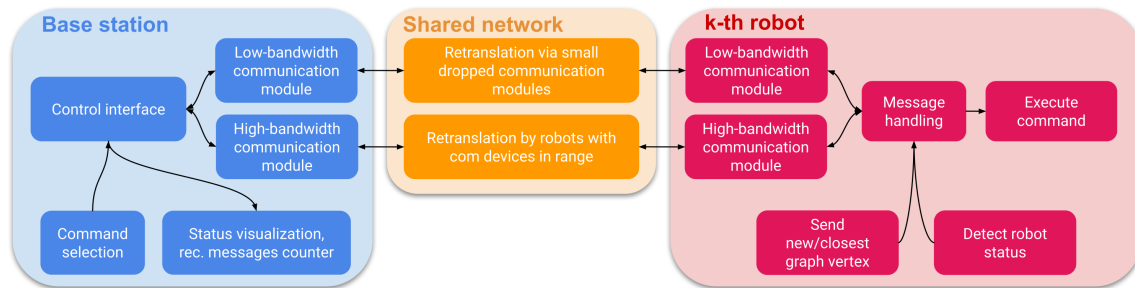 Base station
Control interface
Low-bandwidth
communication
module
High-bandwidth
communication
module
Command
selection
Status visualization,
rec. messages counter
Shared network
Retranslation via small
dropped communication
modules
Retranslation by robots with
com devices in range
k-th robot
Low-bandwidth
communication
module
High-bandwidth
communication
module
Message
handling
Execute
command
Send
new/closest
graph vertex
Detect robot
status